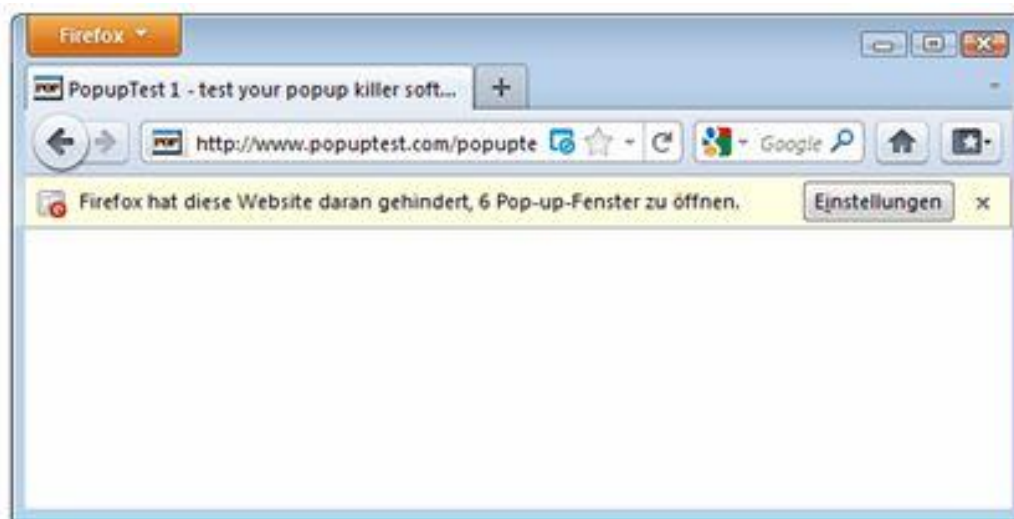 Firefox
PopupTest 1 - test your popup killer soft...
http://www.popuptest.com/popupte
Google
Firefox hat diese Website daran gehindert, 6 Pop-up-Fenster zu öffnen.
Einstellungen